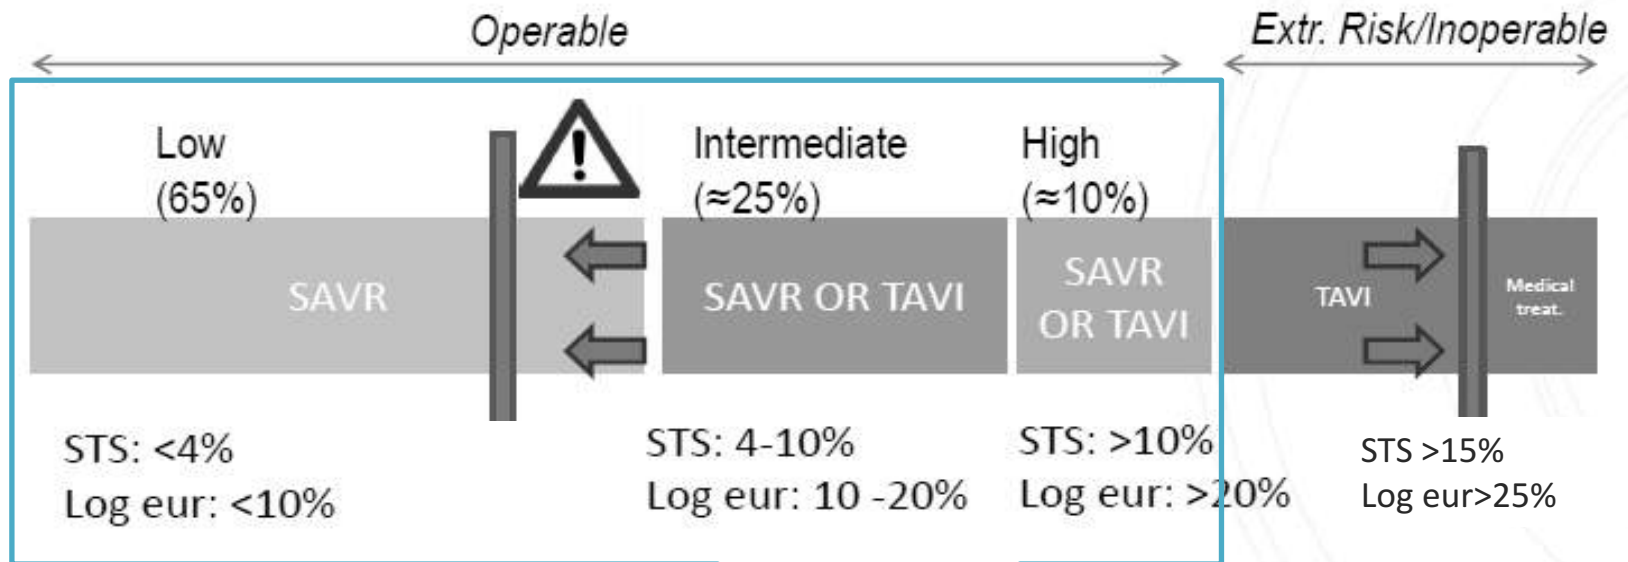 Operable
Extr. Risk/Inoperable
Low
(65%)
!
Intermediate
(≈25%)
High
(≈10%)
SAVR
SAVR OR TAVI
SAVR
OR TAVI
TAVI
Medical
treat.
STS: <4%
Log eur: <10%
STS: 4-10%
Log eur: 10 -20%
STS: >10%
Log eur: >20%
STS >15%
Log eur>25%